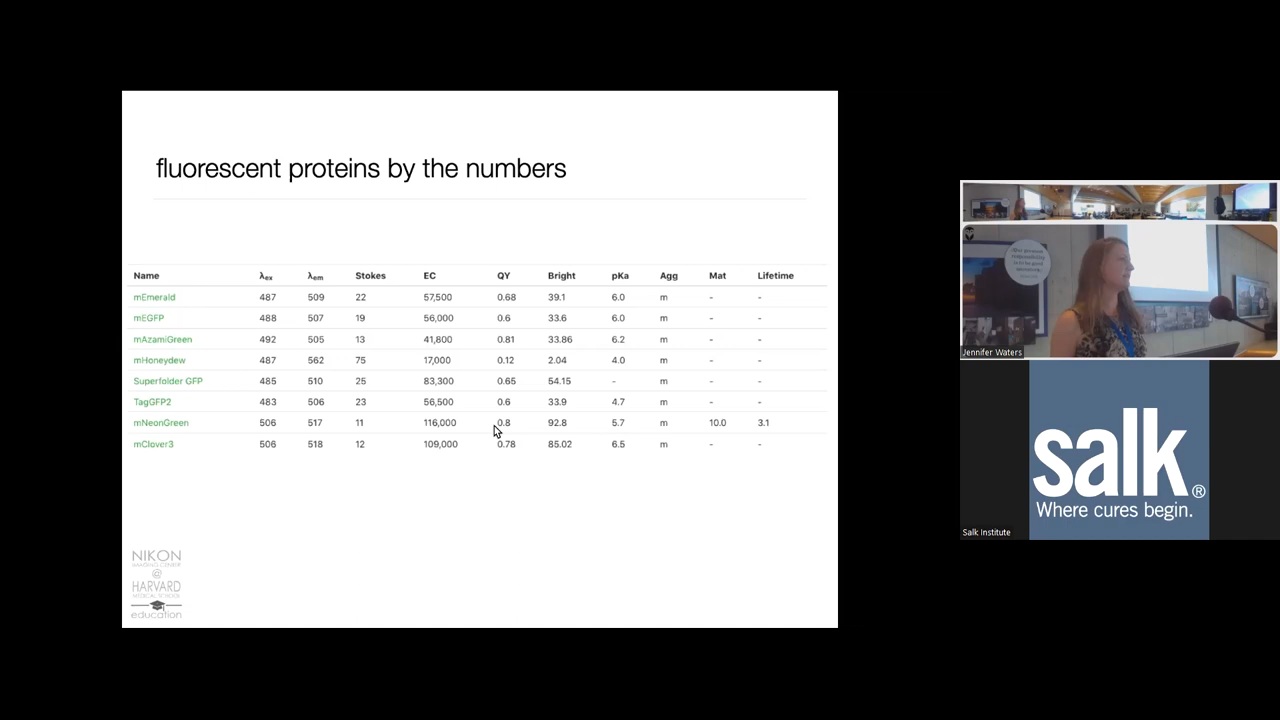 fluorescent proteins by the numbers
Name λex λem Stokes EC QY Bright pKa Agg Mat Lifetime
mEmerald 487 509 22 57,500 0.68 39.1 6.0 m - -
mEGFP 488 507 19 56,000 0.6 33.6 6.0 m - -
mAzamiGreen 492 505 13 41,800 0.81 33.86 6.2 m - -
mHoneydew 487 562 75 17,000 0.12 2.04 4.0 m - -
Superfolder GFP 485 510 25 83,300 0.65 54.15 - m - -
TagGFP2 483 506 23 56,500 0.6 33.9 4.7 m - -
mNeonGreen 506 517 11 116,000 0.8 92.8 5.7 m 10.0 3.1
mClover3 506 518 12 109,000 0.78 85.02 6.5 m - -
NIKON
IMAGING CENTER
@
HARVARD
MEDICAL SCHOOL
education
Jennifer Waters
salk®
Where cures begin.
Salk Institute